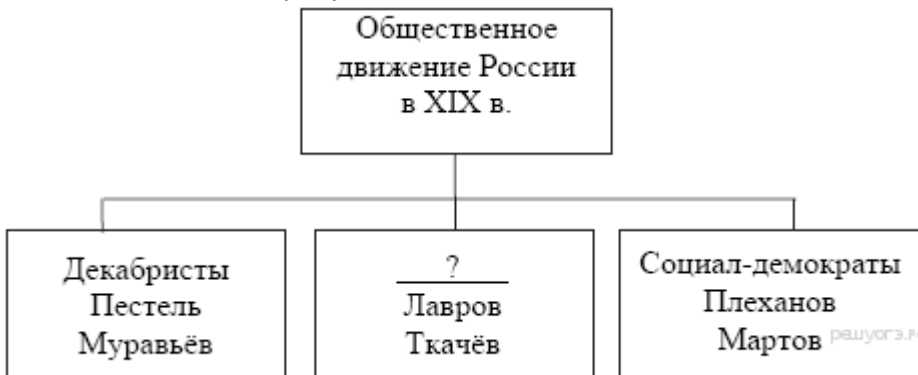 Общественное
движение России
в XIX в.
Декабристы
Пестель
Муравьёв
?
Лавров
Ткачёв
Социал-демократы
Плеханов
Мартов